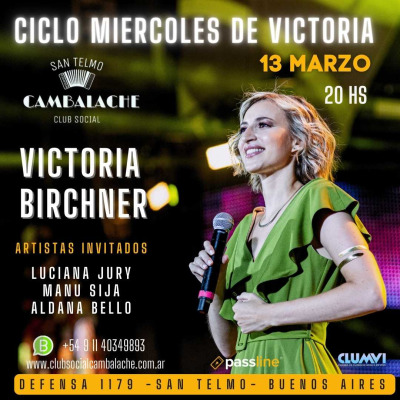 CICLO MIERCOLES DE VICTORIA
SAN TELMO
CAMBALACHE
CLUB SOCIAL
13 MARZO
20 HS
VICTORIA
BIRCHNER
ARTISTAS INVITADOS
LUCIANA JURY
MANU SIJA
ALDANA BELLO
+54 9 11 40349893
www.clubsocialcambalache.com.ar
passline
CLUMVI
DEFENSA 1179 -SAN TELMO- BUENOS AIRES